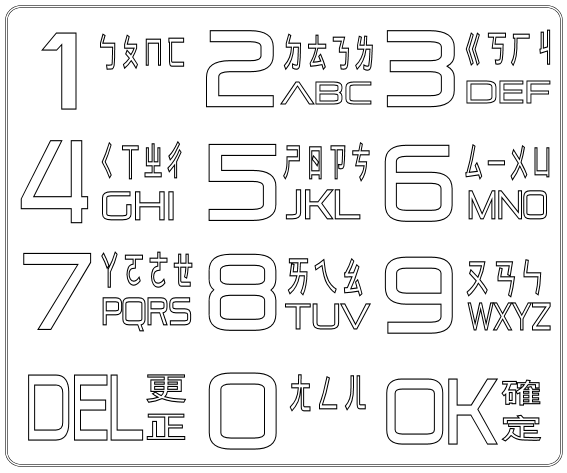 1 ㄅㄆㄇㄈ
2 ㄉㄊㄋㄌ
ABC
3 ㄍㄎㄏㄐ
DEF
4 ㄑㄒㄓㄔ
GHI
5 ㄕㄖㄗㄘ
JKL
6 ㄙㄧㄨㄩ
MNO
7 ㄚㄛㄜㄝ
PQRS
8 ㄞㄟㄠ
TUV
9 ㄡㄢㄣ
WXYZ
DEL 更
正
0 ㄤㄥㄦ
OK 確
定